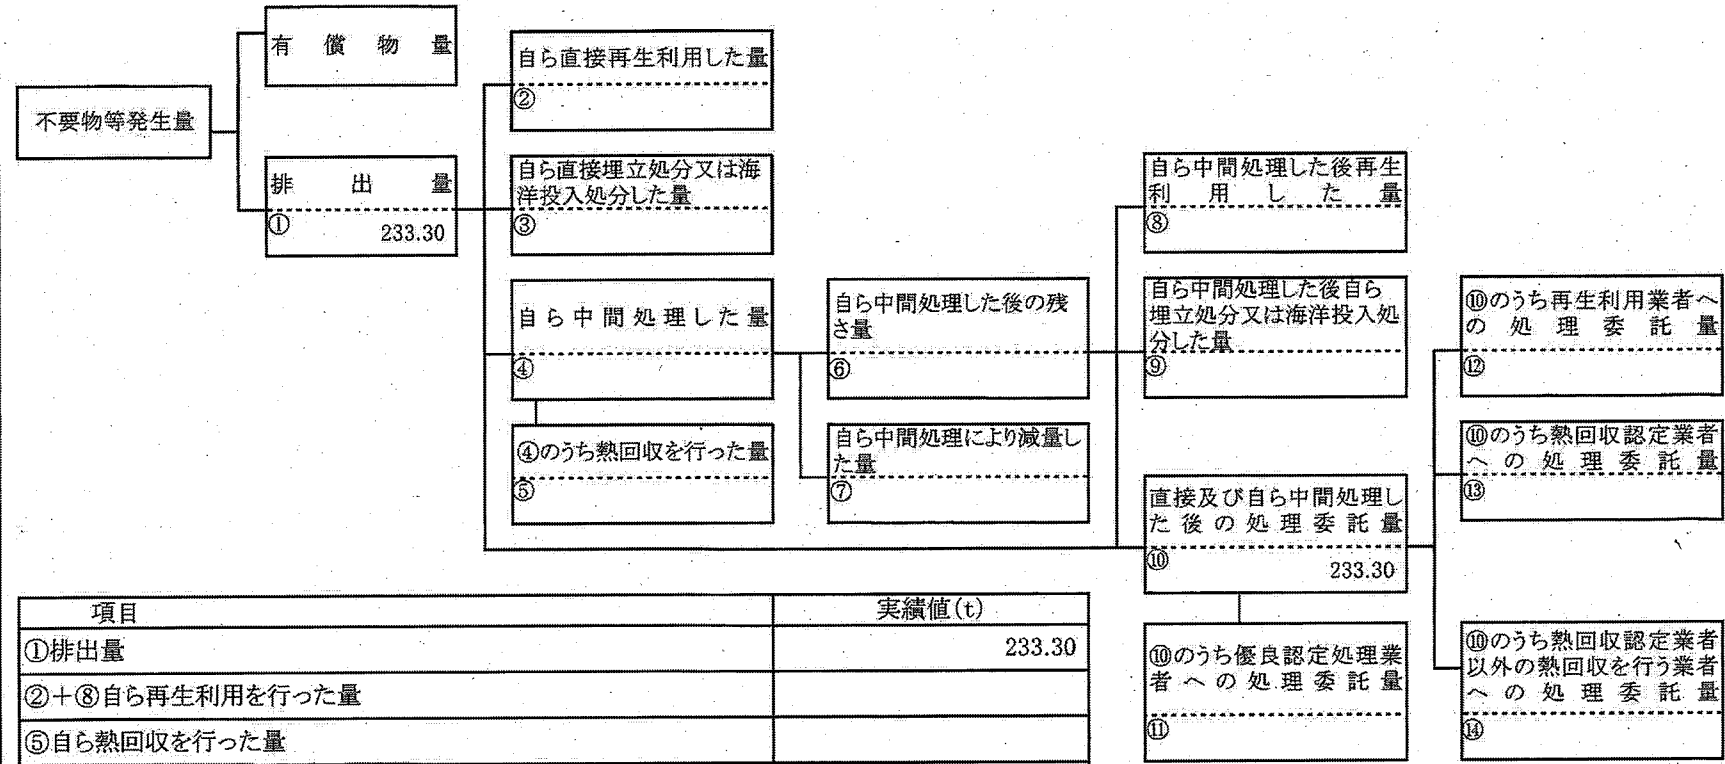 有償物量
不要物等発生量
排出量
①
233.30
自ら直接再生利用した量
②
自ら直接埋立処分又は海
洋投入処分した量
③
自ら中間処理した量
④
④のうち熱回収を行った量
⑤
自ら中間処理した後の残
さ量
⑥
自ら中間処理により減量し
た量
⑦
自ら中間処理した後再生
利用した量
⑧
自ら中間処理した後自ら
埋立処分又は海洋投入処
分した量
⑨
直接及び自ら中間処理し
た後の処理委託量
⑩
233.30
⑩のうち優良認定処理業
者への処理委託量
⑪
⑩のうち再生利用業者へ
の処理委託量
⑫
⑩のうち熱回収認定業者
への処理委託量
⑬
⑩のうち熱回収認定業者
以外の熱回収を行う業者
への処理委託量
⑭
項目 実績値(t)
①排出量 233.30
②+⑧自ら再生利用を行った量
⑤自ら熱回収を行った量